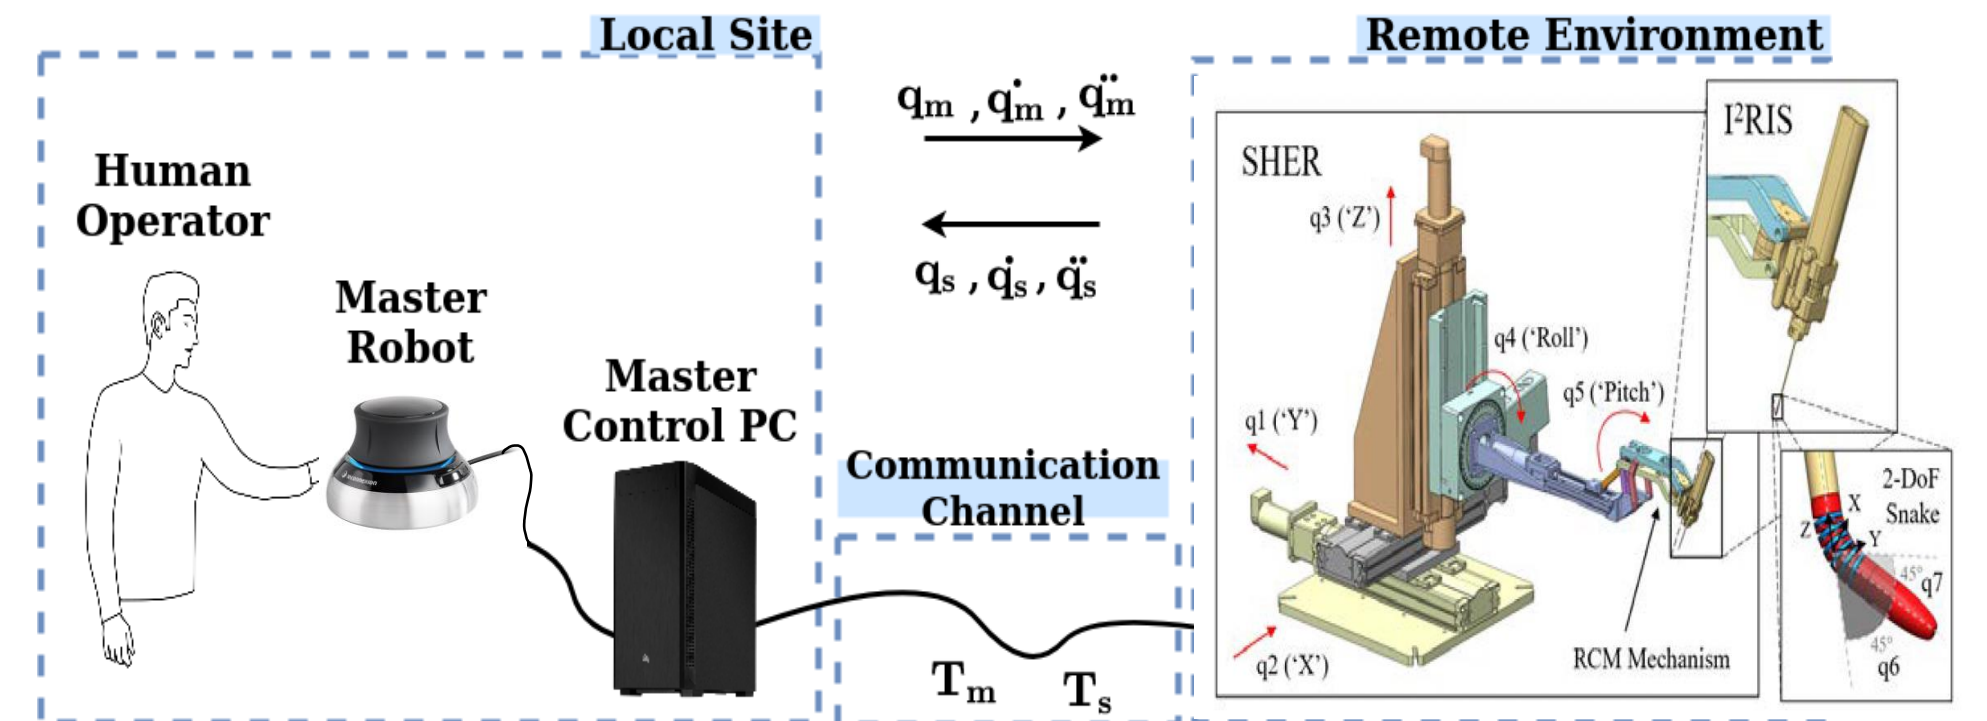 Local Site
Human
Operator
Master
Robot
Master
Control PC
qm , q̇m , q̈m
qs , q̇s , q̈s
Communication
Channel
Tm
Ts
Remote Environment
SHER
q3 (‘Z’)
q4 (‘Roll’)
q5 (‘Pitch’)
q1 (‘Y’)
q2 (‘X’)
RCM Mechanism
I²RIS
2-DoF
Snake
X
Z
Y
45°
q7
45°
q6